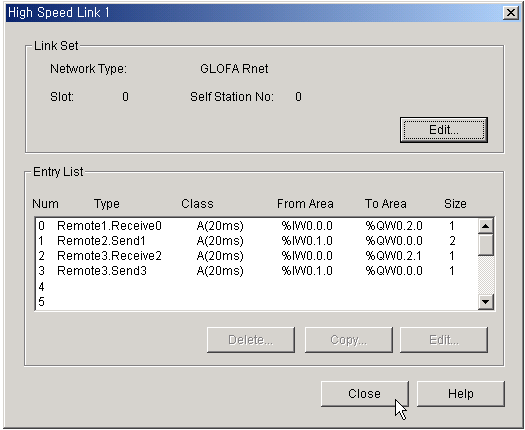 High Speed Link 1
Link Set
Network Type: GLOFA Rnet
Slot: 0 Self Station No: 0
Edit...
Entry List
Num Type Class From Area To Area Size
0 Remote1.Receive0 A(20ms) %IW0.0.0 %QW0.2.0 1
1 Remote2.Send1 A(20ms) %IW0.1.0 %QW0.0.0 2
2 Remote3.Receive2 A(20ms) %IW0.0.0 %QW0.2.1 1
3 Remote3.Send3 A(20ms) %IW0.1.0 %QW0.0.0 1
4
5
Delete... Copy... Edit...
Close Help